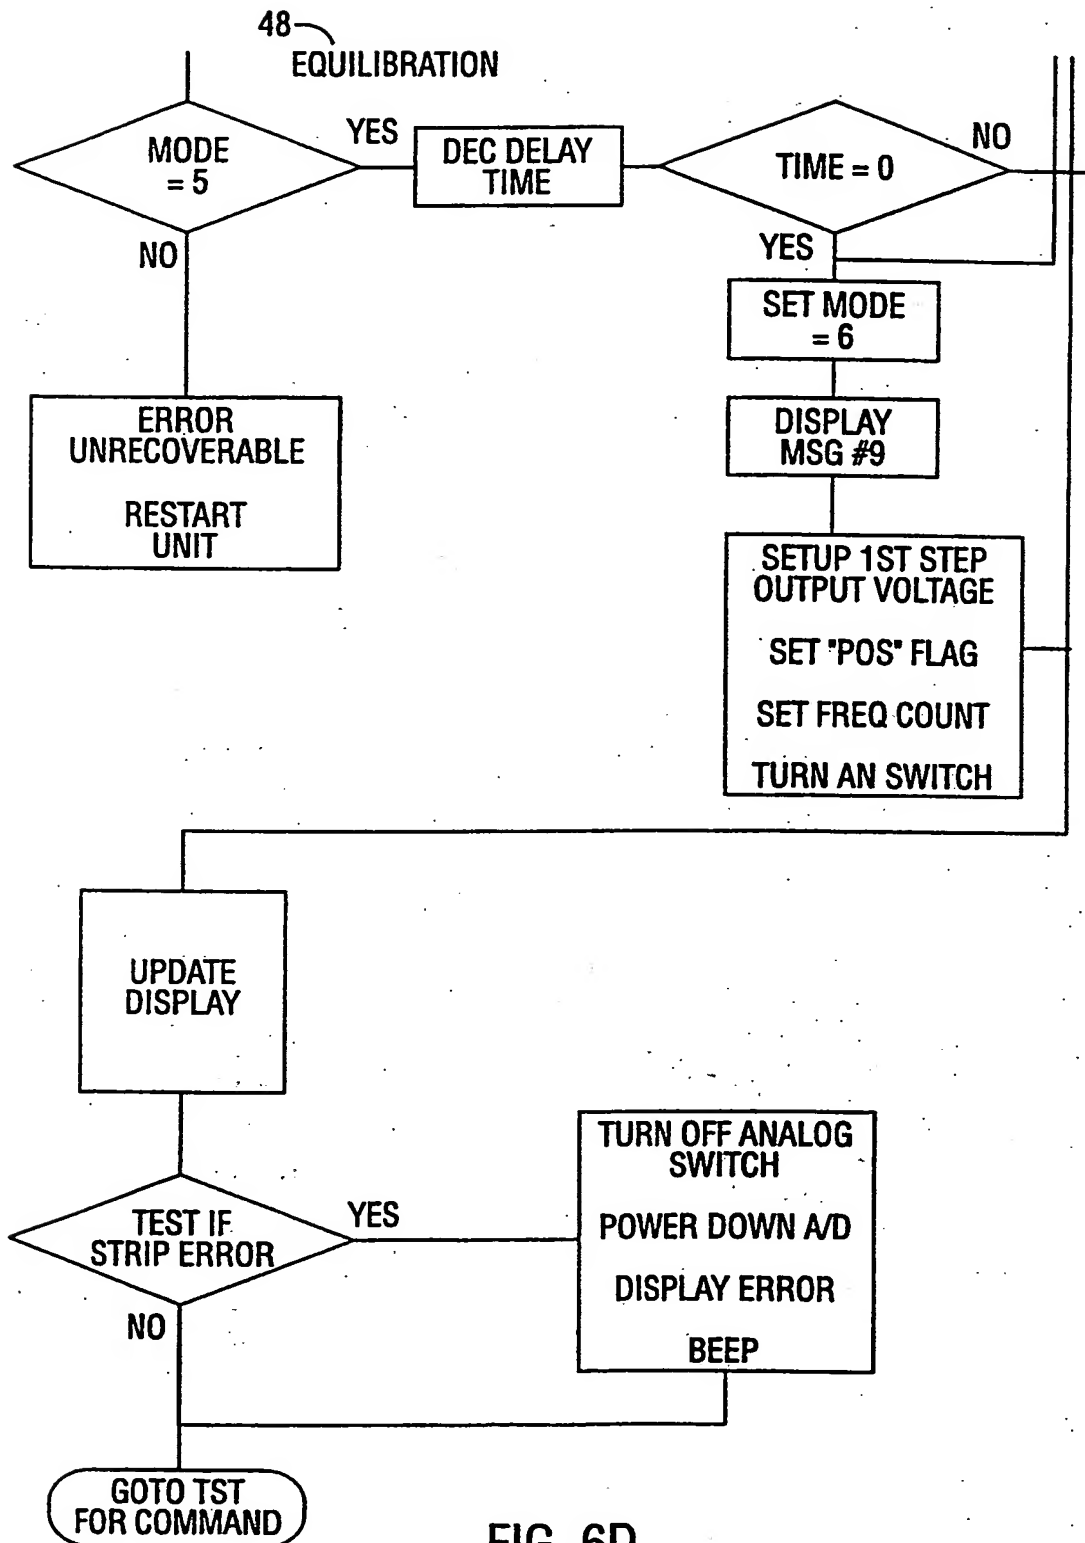 48
EQUILIBRATION
MODE
= 5
YES
DEC DELAY
TIME
TIME = 0
NO
NO
YES
SET MODE
= 6
ERROR
UNRECOVERABLE
RESTART
UNIT
DISPLAY
MSG #9
SETUP 1ST STEP
OUTPUT VOLTAGE
SET "POS" FLAG
SET FREQ COUNT
TURN AN SWITCH
UPDATE
DISPLAY
TEST IF
STRIP ERROR
YES
NO
TURN OFF ANALOG
SWITCH
POWER DOWN A/D
DISPLAY ERROR
BEEP
GOTO TST
FOR COMMAND
FIG. 6D